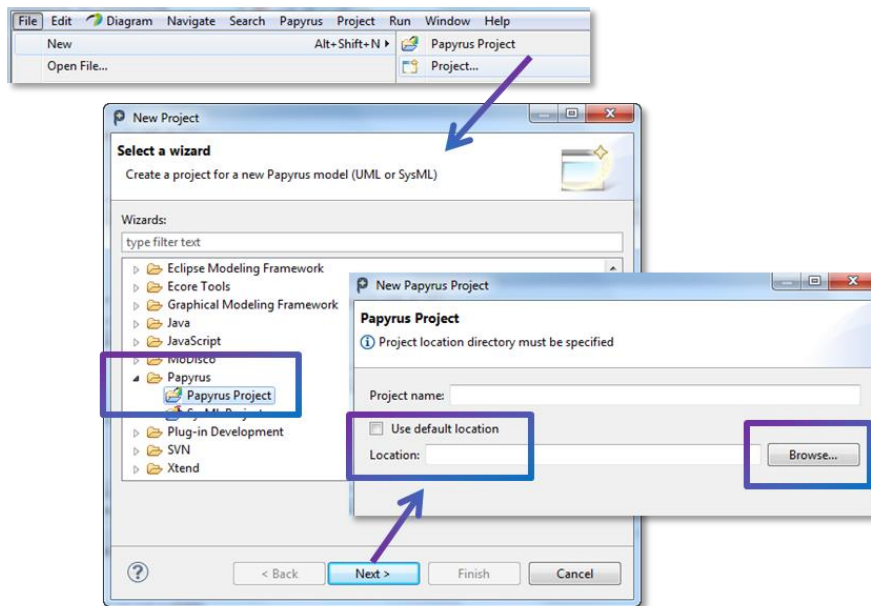 File Edit Diagram Navigate Search Papyrus Project Run Window Help
New Alt+Shift+N Papyrus Project
Open File... Project...
New Project
Select a wizard
Create a project for a new Papyrus model (UML or SysML)
Wizards:
type filter text
Eclipse Modeling Framework
Ecore Tools
Graphical Modeling Framework
Java
JavaScript
MoDisco
Papyrus
Papyrus Project
SysML Project
Plug-in Development
SVN
Xtend
? < Back Next > Finish Cancel
New Papyrus Project
Papyrus Project
Project location directory must be specified
Project name:
Use default location
Location: Browse...